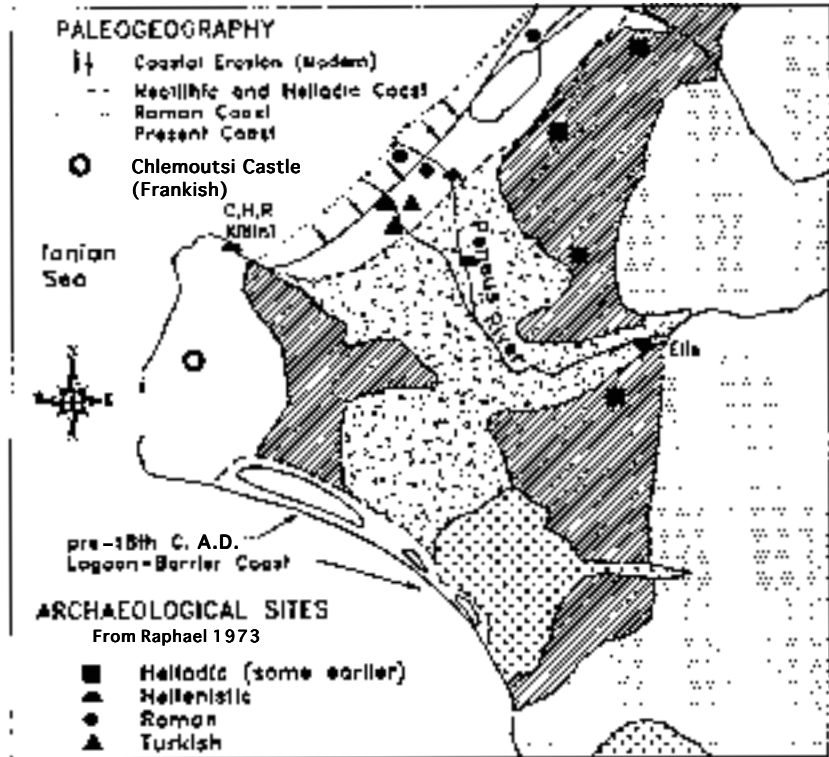 PALEOGEOGRAPHY
Coastal Erosion (Modern)
Neolithic and Helladic Coast
Roman Coast
Present Coast
Chlemoutsi Castle
(Frankish)
C,H,R
Ionian
Sea
Peneus River
Elis
pre-18th C. A.D.
Lagoon-Barrier Coast
ARCHAEOLOGICAL SITES
From Raphael 1973
Helladic (some earlier)
Hellenistic
Roman
Turkish